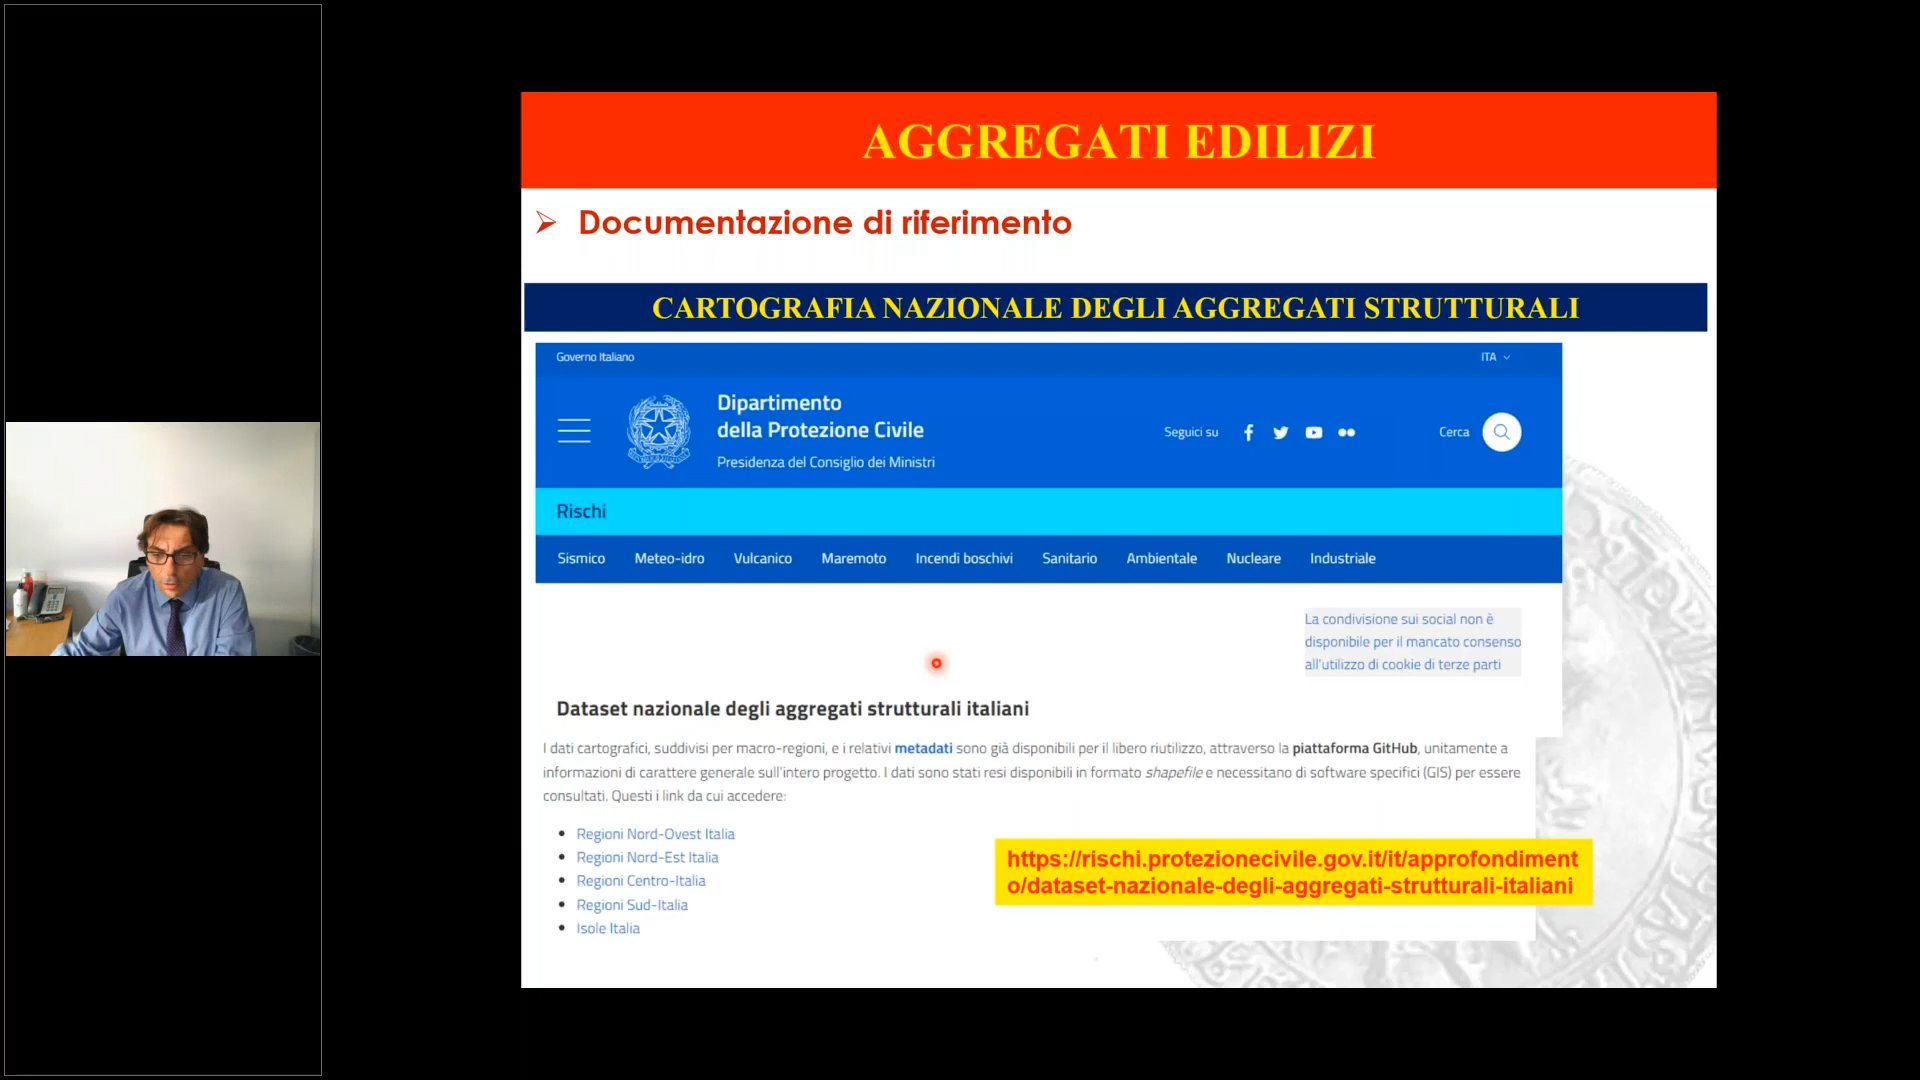 AGGREGATI EDILIZI
Documentazione di riferimento
CARTOGRAFIA NAZIONALE DEGLI AGGREGATI STRUTTURALI
Governo Italiano
ITA
Dipartimento
della Protezione Civile
Presidenza del Consiglio dei Ministri
Seguici su
Cerca
Rischi
Sismico Meteo-idro Vulcanico Maremoto Incendi boschivi Sanitario Ambientale Nucleare Industriale
La condivisione sui social non è
disponibile per il mancato consenso
all'utilizzo di cookie di terze parti
Dataset nazionale degli aggregati strutturali italiani
I dati cartografici, suddivisi per macro-regioni, e i relativi metadati sono già disponibili per il libero riutilizzo, attraverso la piattaforma GitHub, unitamente a
informazioni di carattere generale sull'intero progetto. I dati sono stati resi disponibili in formato shapefile e necessitano di software specifici (GIS) per essere
consultati. Questi i link da cui accedere:
Regioni Nord-Ovest Italia
Regioni Nord-Est Italia
Regioni Centro-Italia
Regioni Sud-Italia
Isole Italia
https://rischi.protezionecivile.gov.it/it/approfondiment
o/dataset-nazionale-degli-aggregati-strutturali-italiani